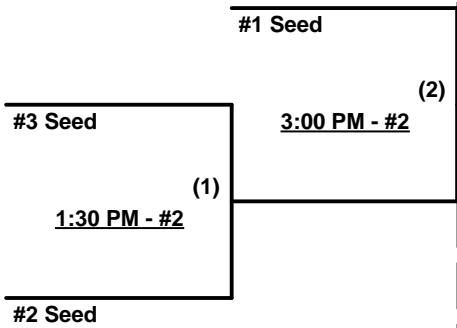 #1 Seed
(2)
#3 Seed
3:00 PM - #2
(1)
1:30 PM - #2
#2 Seed